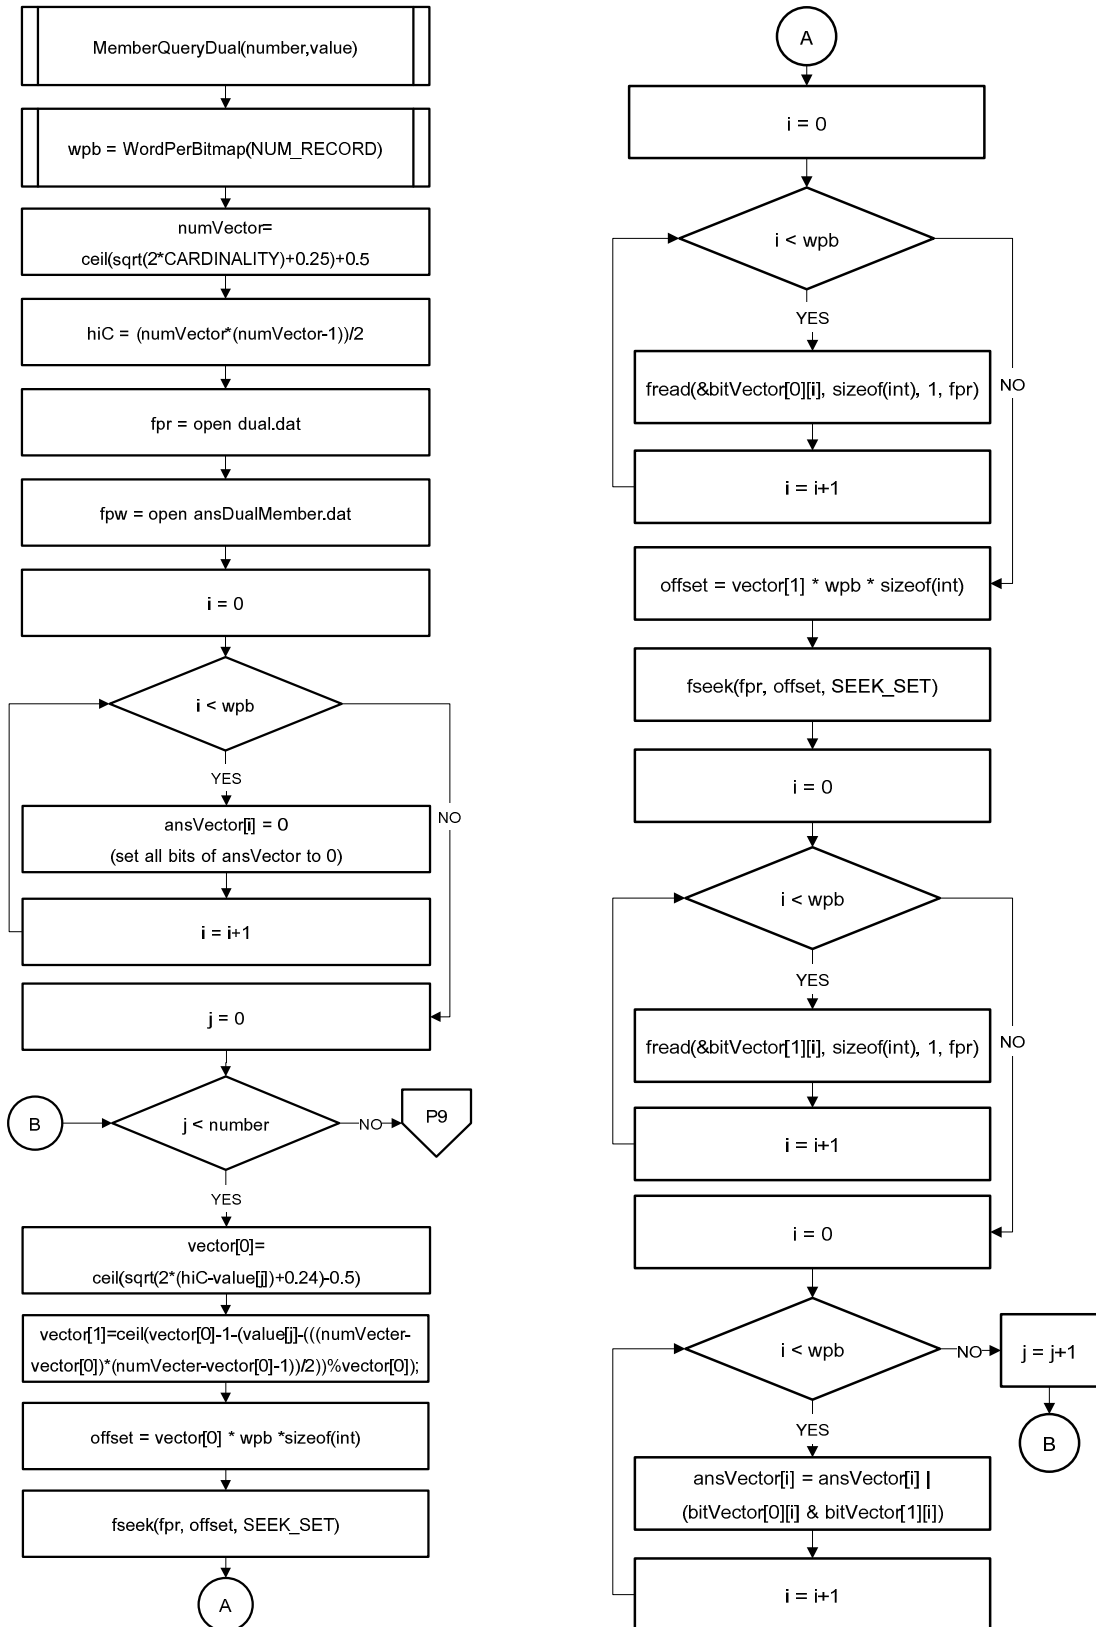 MemberQueryDual(number,value)
wpb = WordPerBitmap(NUM_RECORD)
numVector=
ceil(sqrt(2*CARDINALITY)+0.25)+0.5
hiC = (numVector*(numVector-1))/2
fpr = open dual.dat
fpw = open ansDualMember.dat
i = 0
i < wpb
YES
NO
ansVector[i] = 0
(set all bits of ansVector to 0)
i = i+1
j = 0
B
j < number
NO
P9
YES
vector[0]=
ceil(sqrt(2*(hiC-value[j])+0.24)-0.5)
vector[1]=ceil(vector[0]-1-(value[j]-(((numVecter-
vector[0])*(numVecter-vector[0]-1))/2))%vector[0]);
offset = vector[0] * wpb *sizeof(int)
fseek(fpr, offset, SEEK_SET)
A
A
i = 0
i < wpb
YES
NO
fread(&bitVector[0][i], sizeof(int), 1, fpr)
i = i+1
offset = vector[1] * wpb * sizeof(int)
fseek(fpr, offset, SEEK_SET)
i = 0
i < wpb
YES
NO
fread(&bitVector[1][i], sizeof(int), 1, fpr)
i = i+1
i = 0
i < wpb
NO
j = j+1
B
YES
ansVector[i] = ansVector[i] |
(bitVector[0][i] & bitVector[1][i])
i = i+1